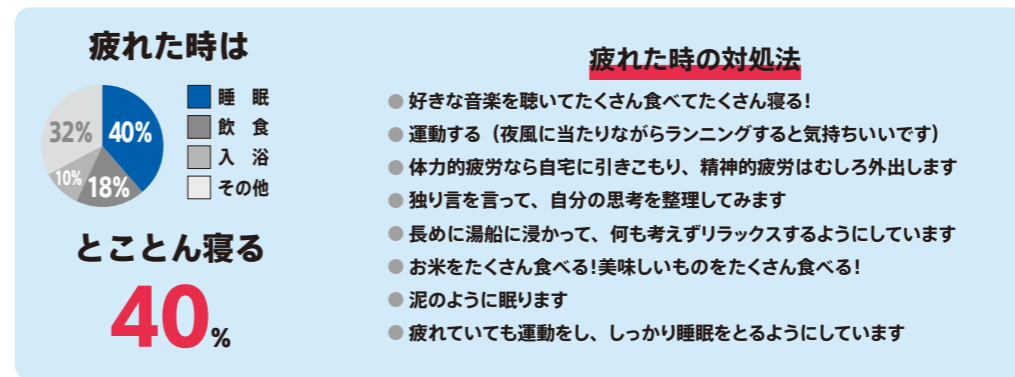 疲れた時は
32%
40%
10%
18%
睡　眠
飲　食
入　浴
その他
とことん寝る
40%
疲れた時の対処法
● 好きな音楽を聴いてたくさん食べてたくさん寝る!
● 運動する（夜風に当たりながらランニングすると気持ちいいです）
● 体力的疲労なら自宅に引きこもり、精神的疲労はむしろ外出します
● 独り言を言って、自分の思考を整理してみます
● 長めに湯船に浸かって、何も考えずリラックスするようにしています
● お米をたくさん食べる!美味しいものをたくさん食べる!
● 泥のように眠ります
● 疲れていても運動をし、しっかり睡眠をとるようにしています